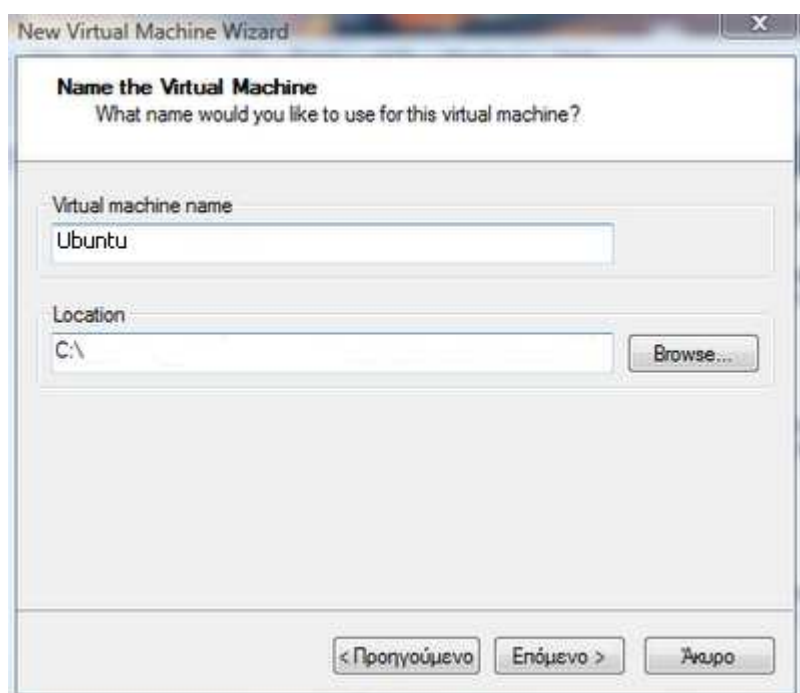 New Virtual Machine Wizard
X
Name the Virtual Machine
What name would you like to use for this virtual machine?
Virtual machine name
Ubuntu
Location
C:\
Browse...
< Προηγούμενο
Επόμενο >
Άκυρο